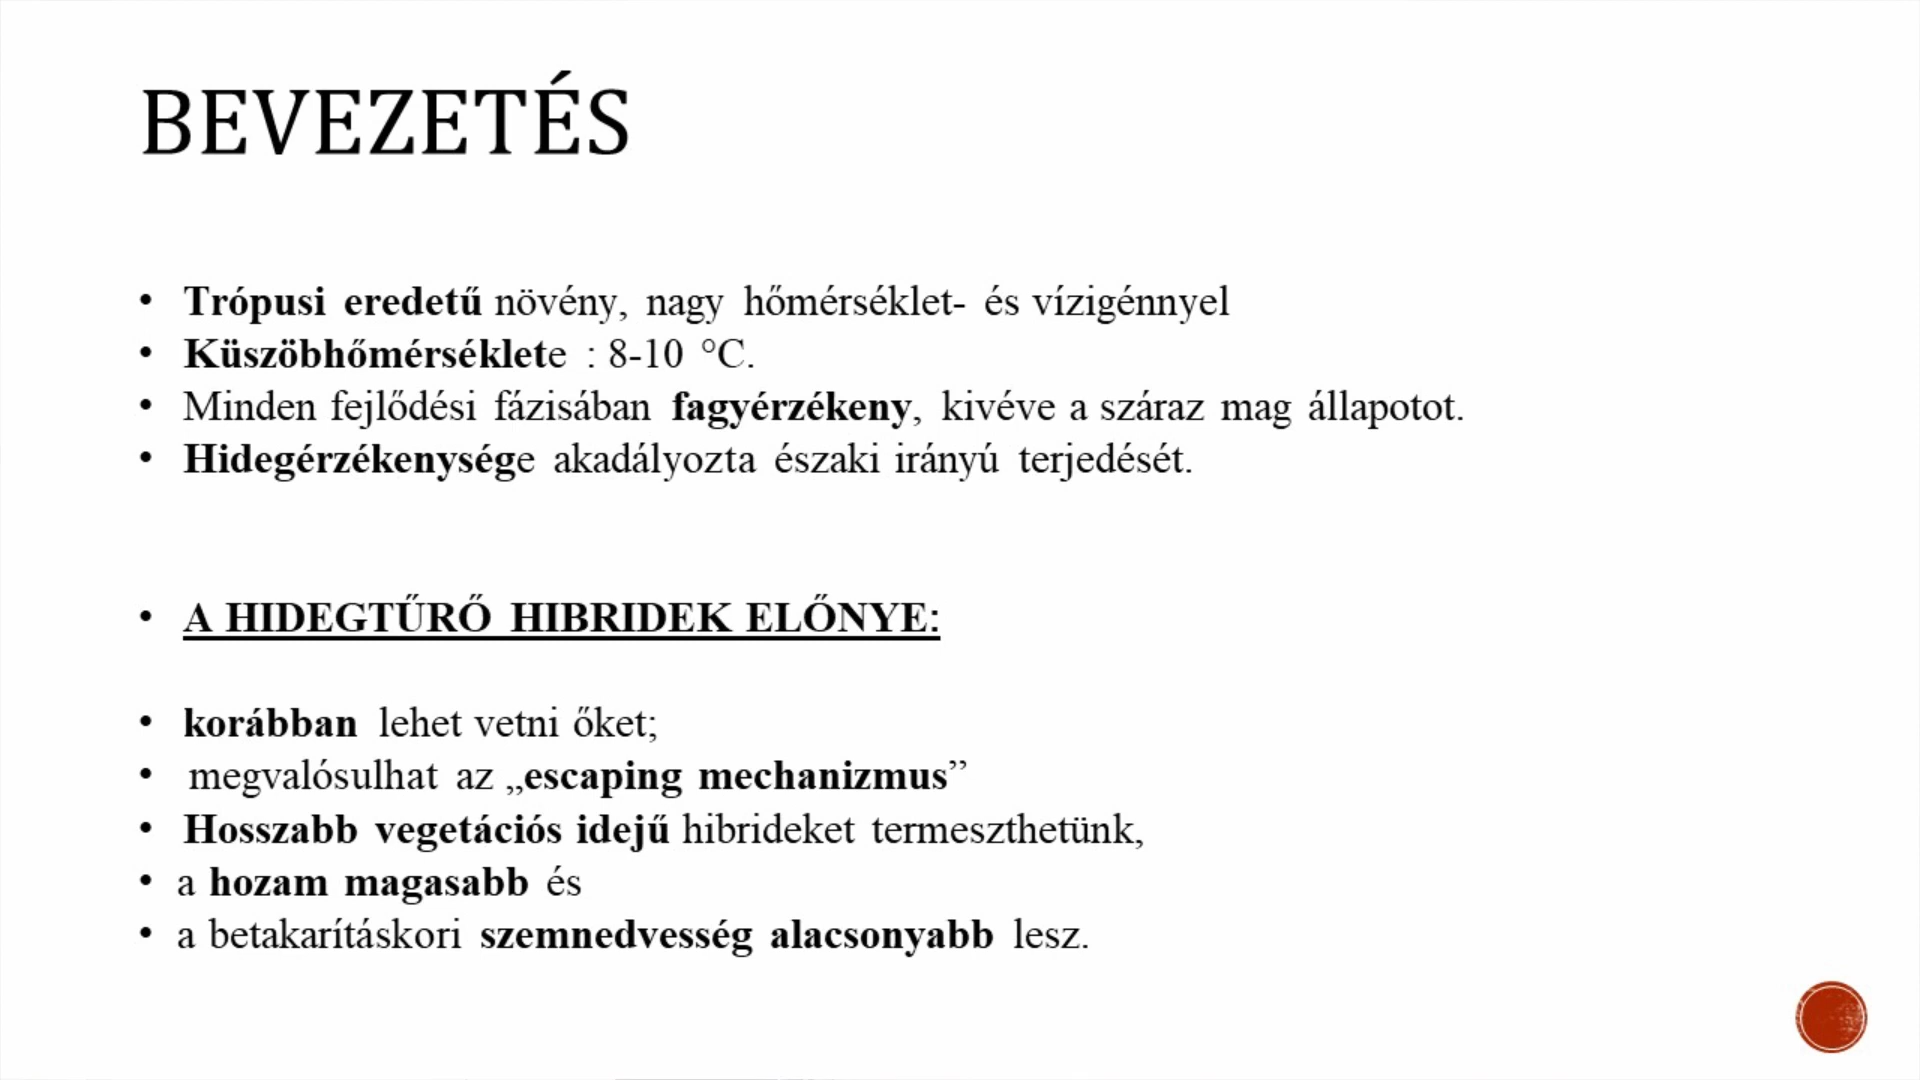 BEVEZETÉS
• Trópusi eredetű növény, nagy hőmérséklet- és vízigénnyel
• Küszöbhőmérséklete : 8-10 °C.
• Minden fejlődési fázisában fagyérzékeny, kivéve a száraz mag állapotot.
• Hidegérzékenysége akadályozta északi irányú terjedését.
• A HIDEGTŰRŐ HIBRIDEK ELŐNYE:
• korábban lehet vetni őket;
• megvalósulhat az „escaping mechanizmus”
• Hosszabb vegetációs idejű hibrideket termeszthetünk,
• a hozam magasabb és
• a betakarításkori szemnedvesség alacsonyabb lesz.